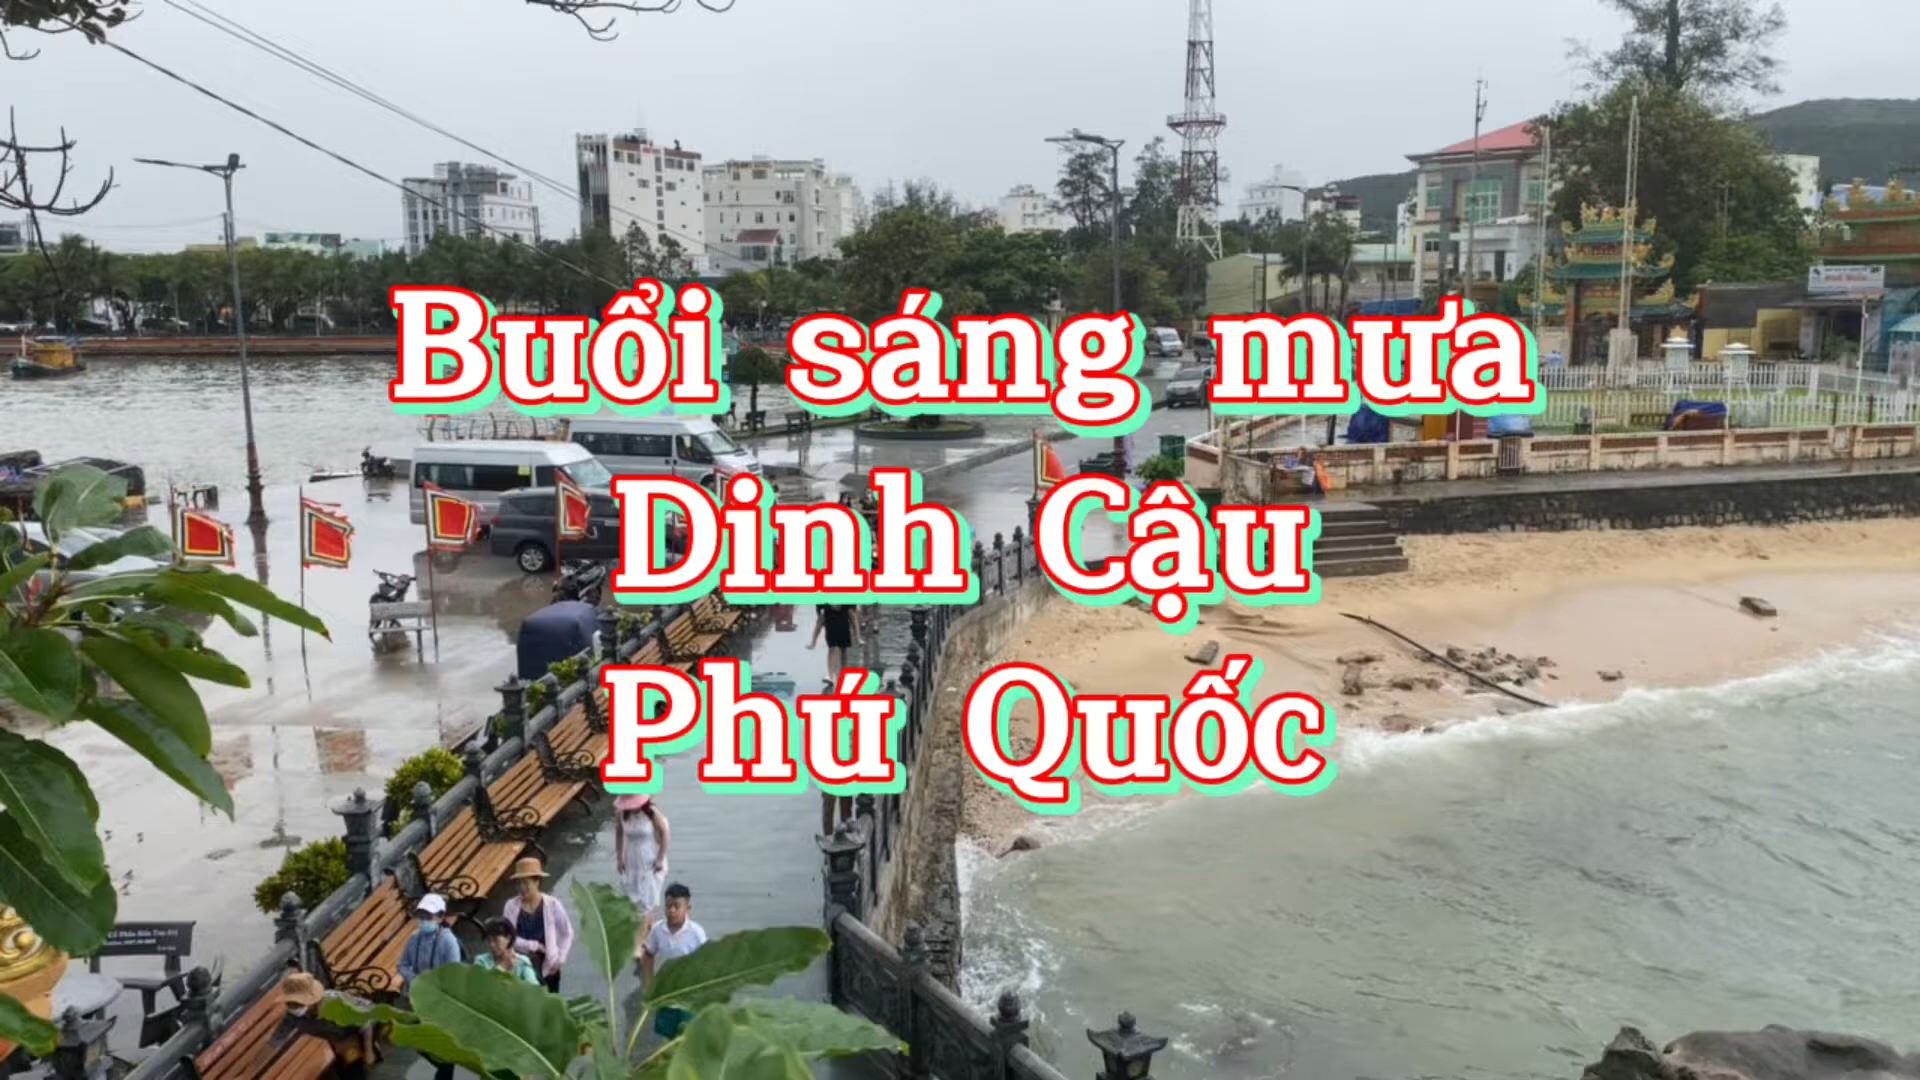 Buổi sáng mưa
Dinh Cậu
Phú Quốc